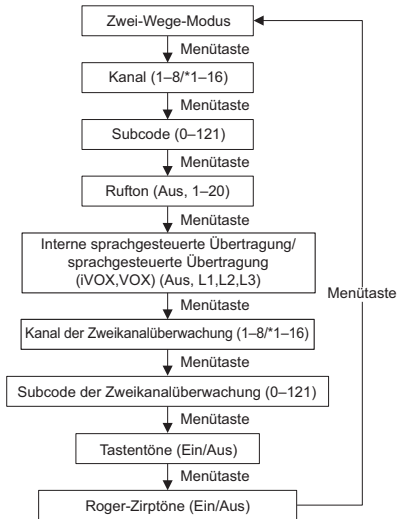 Zwei-Wege-Modus
Menütaste
Kanal (1–8/*1–16)
Menütaste
Subcode (0–121)
Menütaste
Rufton (Aus, 1–20)
Menütaste
Interne sprachgesteuerte Übertragung/
sprachgesteuerte Übertragung
(iVOX,VOX) (Aus, L1,L2,L3)
Menütaste
Menütaste
Kanal der Zweikanalüberwachung (1–8/*1–16)
Menütaste
Subcode der Zweikanalüberwachung (0–121)
Menütaste
Tastentöne (Ein/Aus)
Menütaste
Roger-Zirptöne (Ein/Aus)